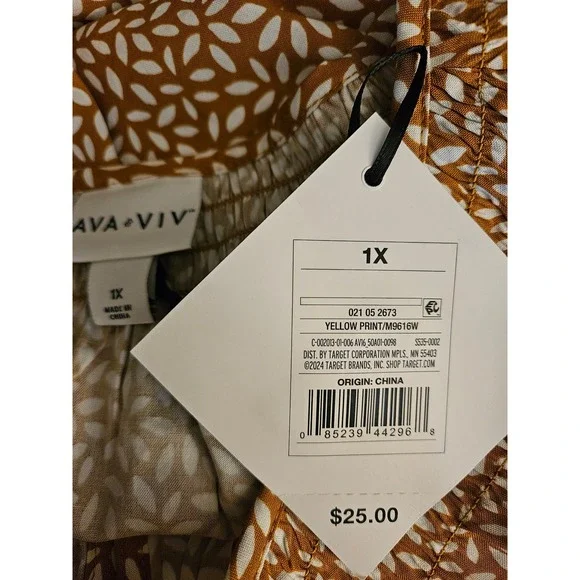 AVA & VIV
1X
MADE IN
CHINA
1X
021 05 2673
YELLOW PRINT/M9616W
C-002013-01-006 AV16_50A01-0098 SS35-0002
DIST. BY TARGET CORPORATION MPLS., MN 55403
©2024 TARGET BRANDS, INC. SHOP TARGET.COM
ORIGIN: CHINA
0 85239 44296 8
$25.00